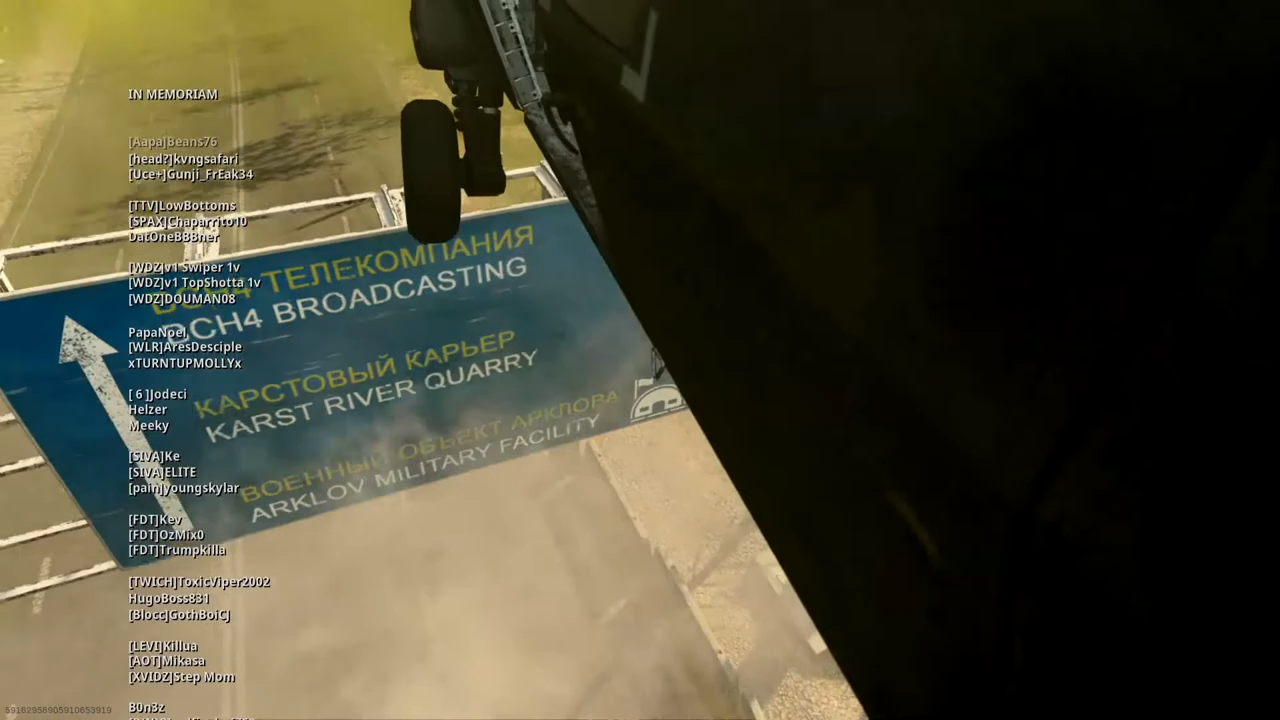 IN MEMORIAM
[Aapa]Beans76
[head?]kvngsafari
[Uce+]Gunji_FrEak34
[TTV]LowBottoms
[SPAX]Chaparrito10
DatOneBBBner
[WDZ]v1 Swiper 1v
[WDZ]v1 TopShotta 1v
[WDZ]DOUMAN08
PapaNoel
[WLR]AresDesciple
xTURNTUPMOLLYx
[ 6 ]Jodeci
Helzer
Meeky
[SIVA]Ke
[SIVA]ELITE
[pain]youngskylar
[FDT]Kev
[FDT]OzMix0
[FDT]Trumpkilla
[TWICH]ToxicViper2002
HugoBoss831
[Blocc]GothBoiCJ
[LEVI]Killua
[AOT]Mikasa
[XVIDZ]Step Mom
B0n3z
ВСН4 ТЕЛЕКОМПАНИЯ
BCH4 BROADCASTING
КАРСТОВЫЙ КАРЬЕР
KARST RIVER QUARRY
ВОЕННЫЙ ОБЪЕКТ АРКЛОВА
ARKLOV MILITARY FACILITY
59162958905910653919